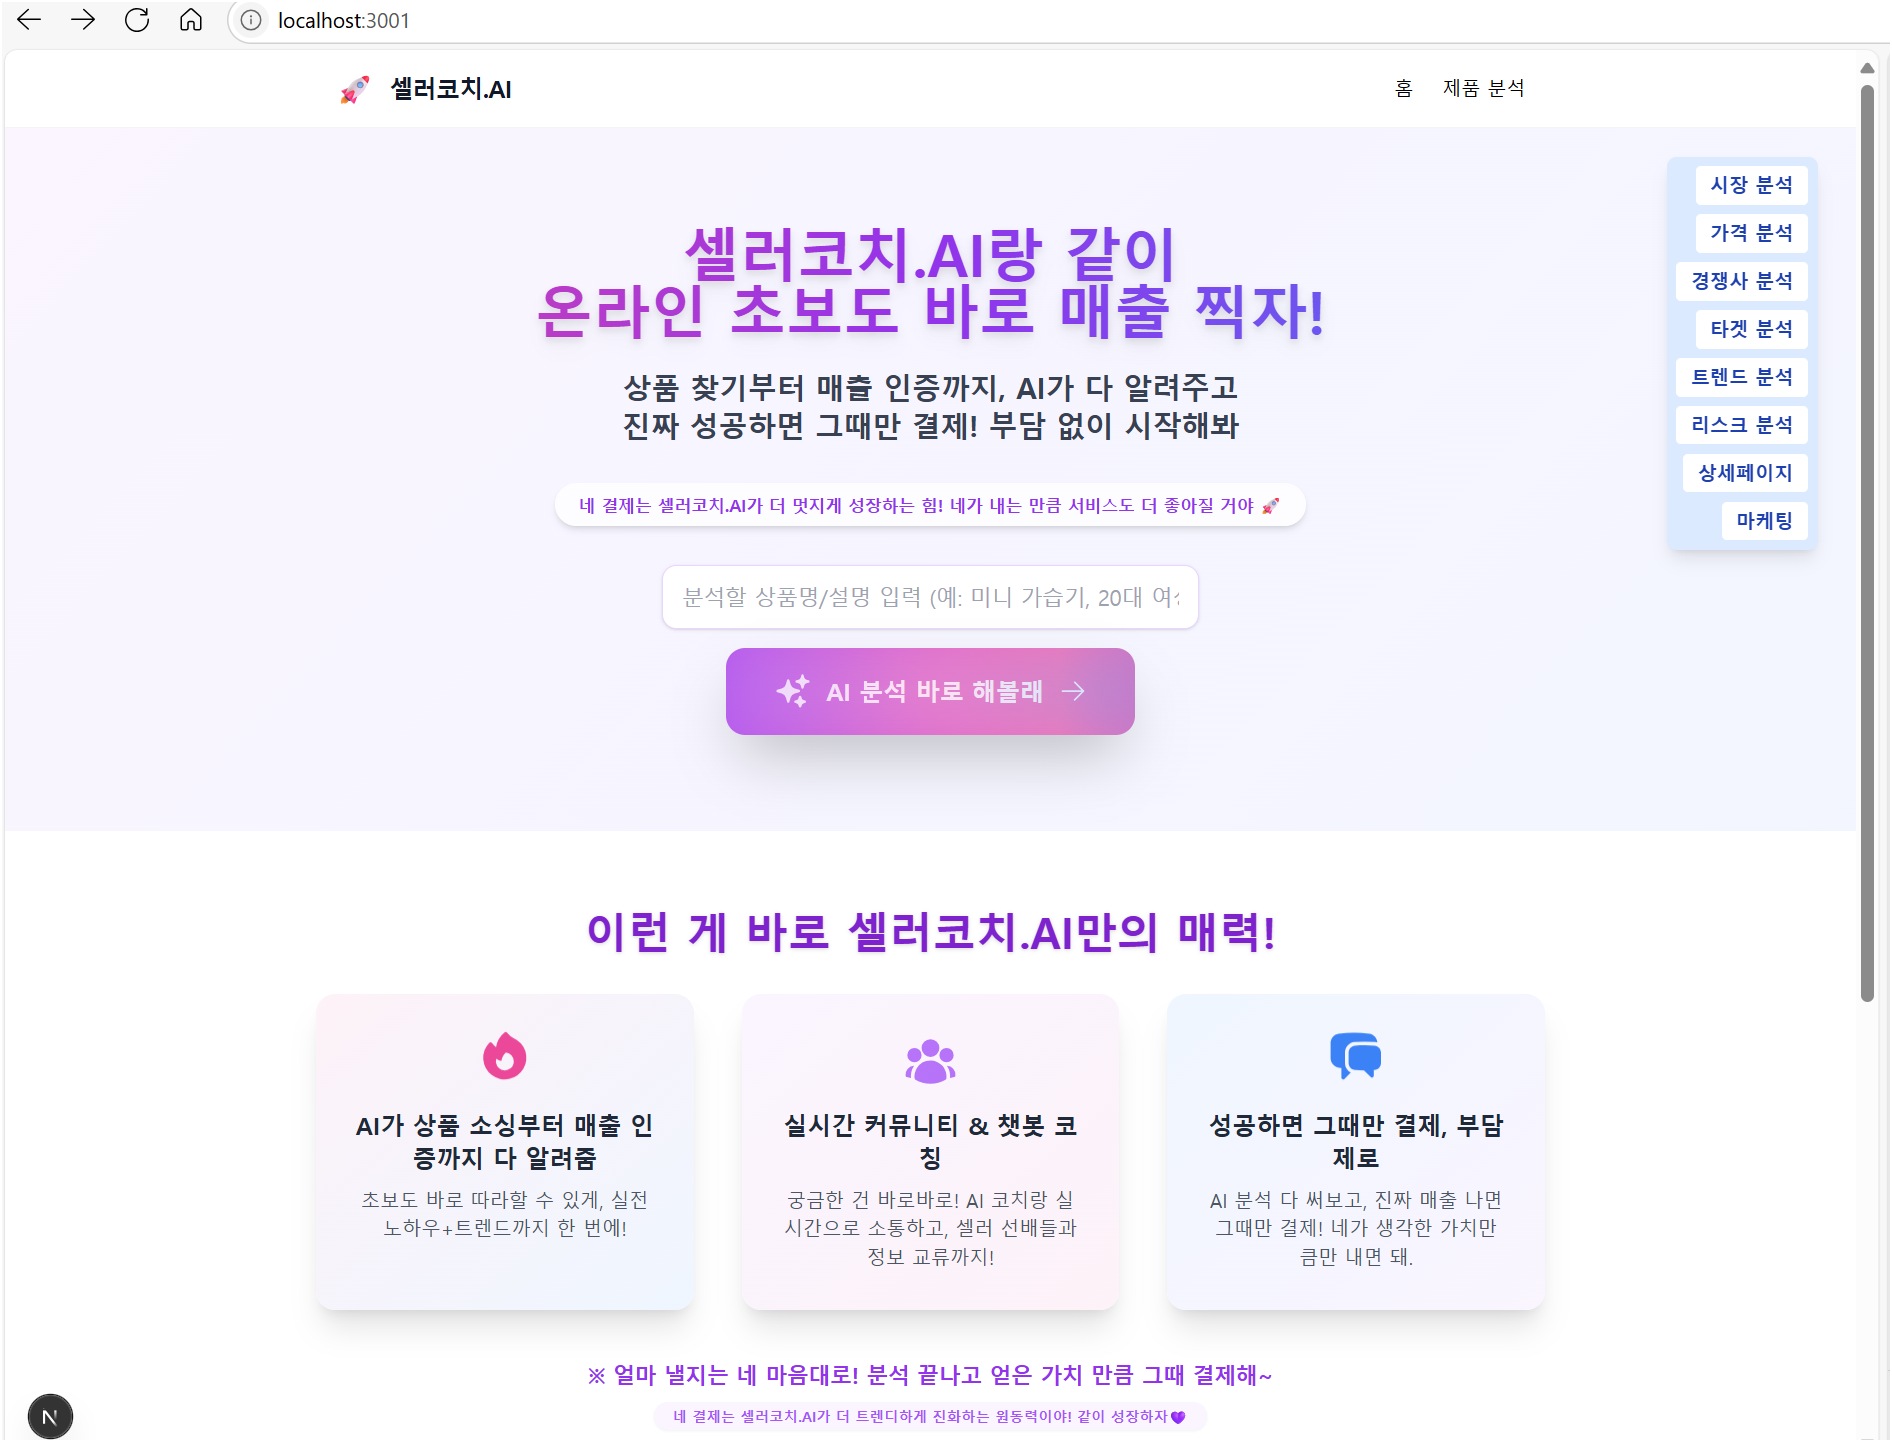 localhost:3001
🚀 셀러코치.AI
홈 제품 분석
셀러코치.AI랑 같이
온라인 초보도 바로 매출 찍자!
상품 찾기부터 매출 인증까지, AI가 다 알려주고
진짜 성공하면 그때만 결제! 부담 없이 시작해봐
네 결제는 셀러코치.AI가 더 멋지게 성장하는 힘! 네가 내는 만큼 서비스도 더 좋아질 거야 🚀
분석할 상품명/설명 입력 (예: 미니 가습기, 20대
AI 분석 바로 해볼래 →
시장 분석
가격 분석
경쟁사 분석
타겟 분석
트렌드 분석
리스크 분석
상세페이지
마케팅
이런 게 바로 셀러코치.AI만의 매력!
AI가 상품 소싱부터 매출 인
증까지 다 알려줌
초보도 바로 따라할 수 있게, 실전
노하우+트렌드까지 한 번에!
실시간 커뮤니티 & 챗봇 코
칭
궁금한 건 바로바로! AI 코치랑 실
시간으로 소통하고, 셀러 선배들과
정보 교류까지!
성공하면 그때만 결제, 부담
제로
AI 분석 다 써보고, 진짜 매출 나면
그때만 결제! 네가 생각한 가치만
큼만 내면 돼.
※ 얼마 낼지는 네 마음대로! 분석 끝나고 얻은 가치 만큼 그때 결제해~
네 결제는 셀러코치.AI가 더 트렌디하게 진화하는 원동력이야! 같이 성장하자💜
N